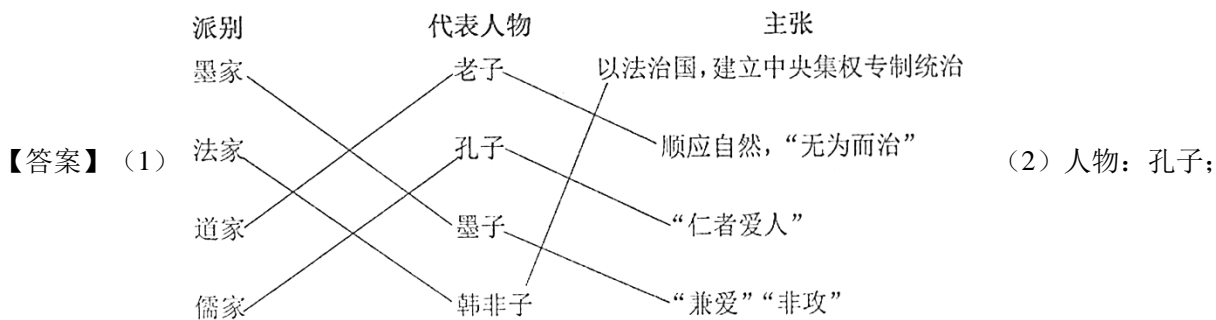 派别 代表人物 主张
墨家 老子 以法治国，建立中央集权专制统治
【答案】（1） 法家 孔子 顺应自然，“无为而治” （2）人物：孔子；
道家 墨子 “仁者爱人”
儒家 韩非子 “兼爱”“非攻”